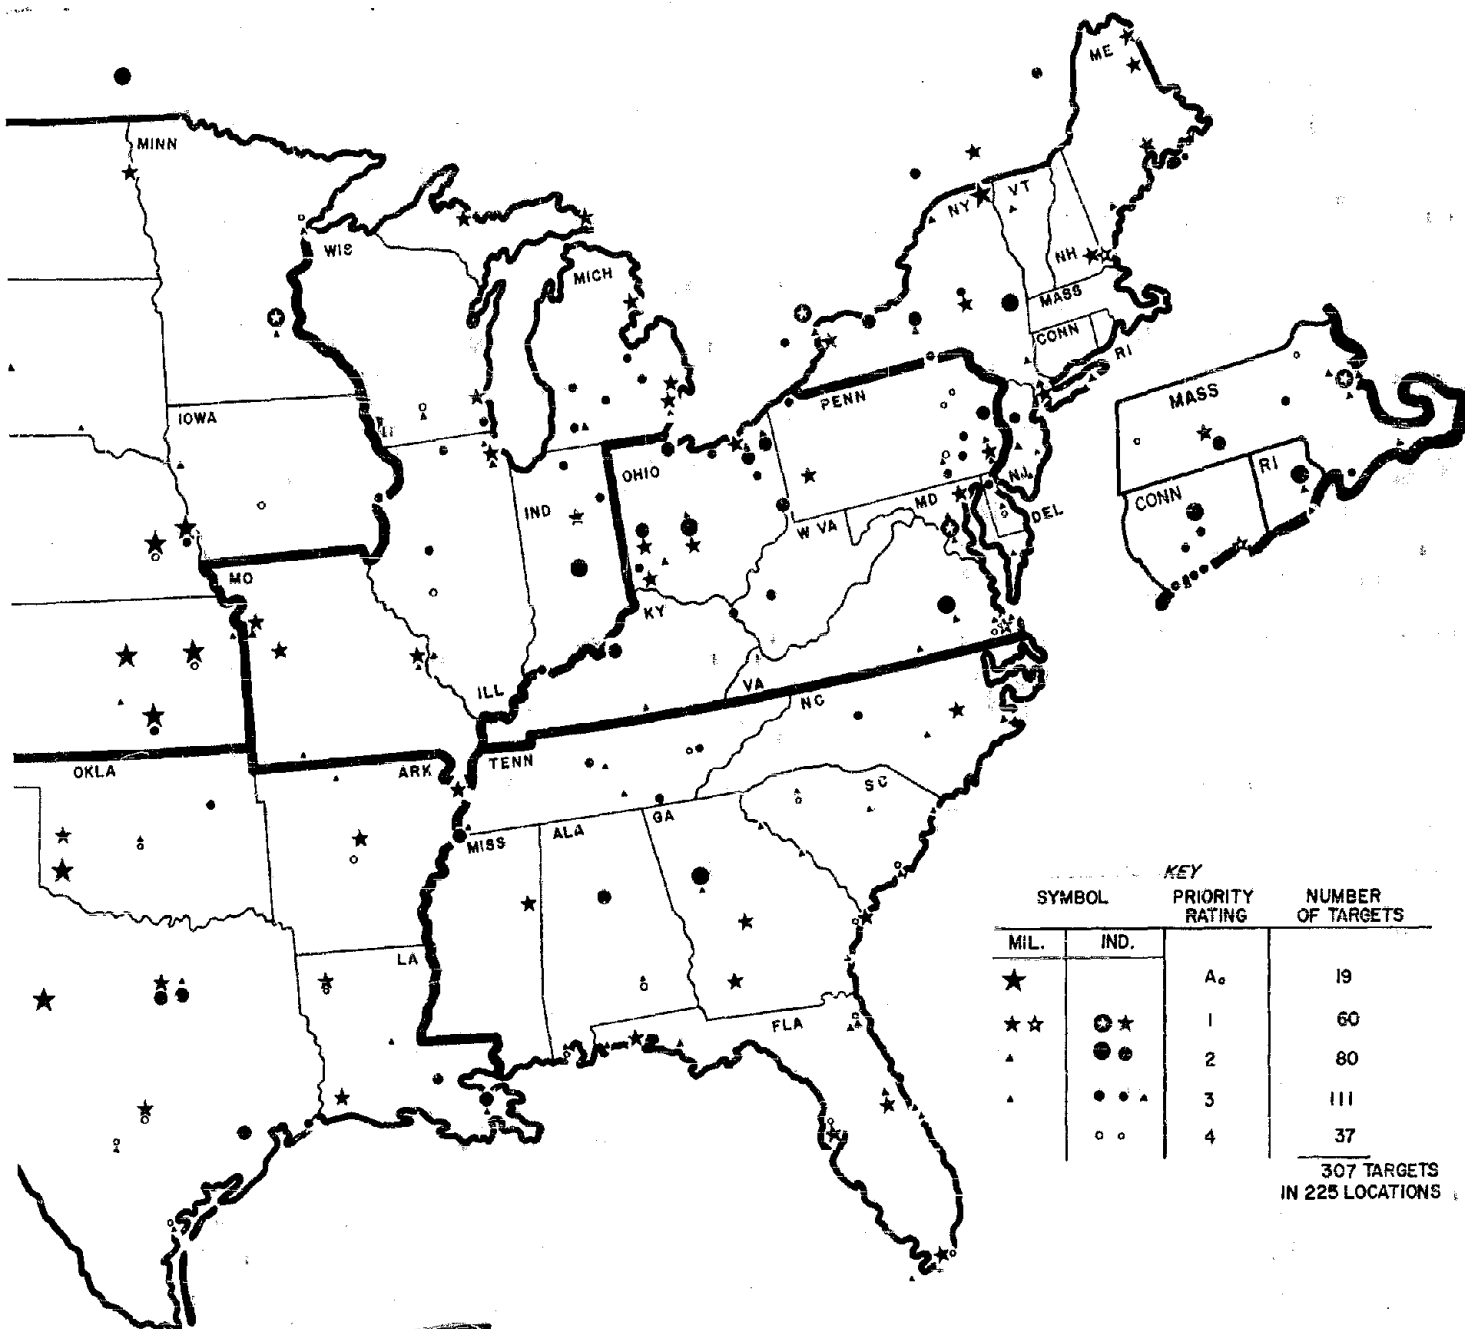 ME
MINN
VT
NY
WIS
NH
MICH
MASS
CONN
RI
PENN
MASS
IOWA
OHIO
RI
NJ
CONN
IND
MD
DEL
W VA
MO
KY
ILL
VA
NC
OKLA
ARK
TENN
SC
GA
ALA
MISS
KEY
SYMBOL PRIORITY RATING NUMBER OF TARGETS
MIL. IND.
LA
A₀ 19
1 60
FLA
2 80
3 111
4 37
307 TARGETS
IN 225 LOCATIONS